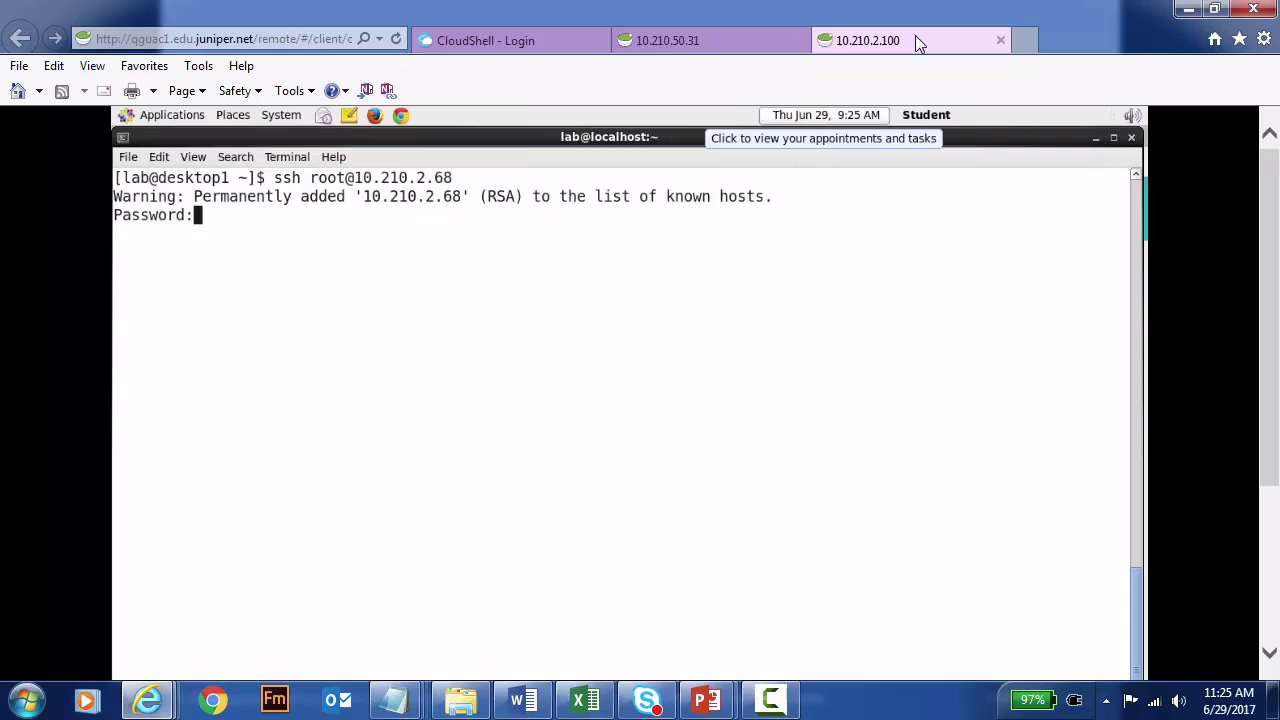 http://qguac1.edu.juniper.net/remote/#/client/c
CloudShell - Login
10.210.50.31
10.210.2.100
File Edit View Favorites Tools Help
Page Safety Tools
Applications Places System
Thu Jun 29, 9:25 AM
Student
lab@localhost:~
Click to view your appointments and tasks
File Edit View Search Terminal Help
[lab@desktop1 ~]$ ssh root@10.210.2.68
Warning: Permanently added '10.210.2.68' (RSA) to the list of known hosts.
Password:
Fm
97%
11:25 AM
6/29/2017